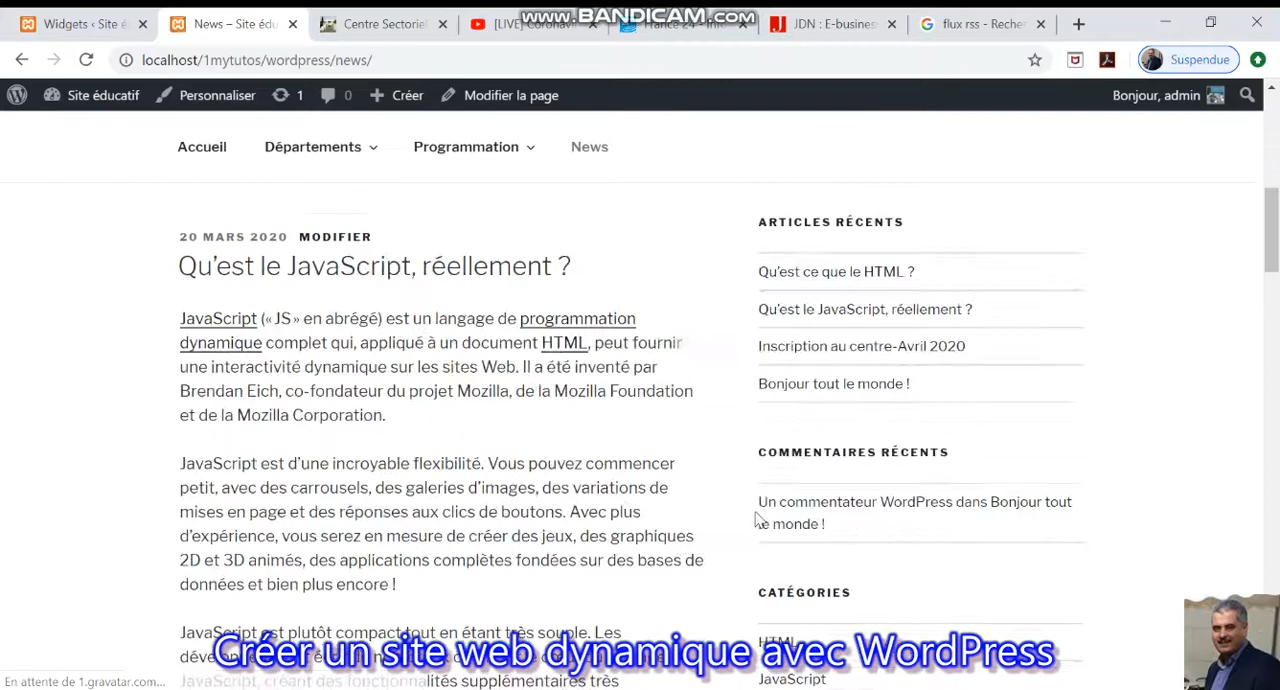 www.BANDICAM.com
Widgets ‹ Site é
News – Site édu
Centre Sectoriel
[LIVE] Coronavir
France 24 - Info
JDN : E-business
flux rss - Recher
localhost/1mytutos/wordpress/news/
Suspendue
Site éducatif
Personnaliser
1
0
Créer
Modifier la page
Bonjour, admin
Accueil
Départements
Programmation
News
20 MARS 2020 MODIFIER
Qu’est le JavaScript, réellement ?
JavaScript (« JS » en abrégé) est un langage de programmation
dynamique complet qui, appliqué à un document HTML, peut fournir
une interactivité dynamique sur les sites Web. Il a été inventé par
Brendan Eich, co-fondateur du projet Mozilla, de la Mozilla Foundation
et de la Mozilla Corporation.
JavaScript est d’une incroyable flexibilité. Vous pouvez commencer
petit, avec des carrousels, des galeries d’images, des variations de
mises en page et des réponses aux clics de boutons. Avec plus
d’expérience, vous serez en mesure de créer des jeux, des graphiques
2D et 3D animés, des applications complètes fondées sur des bases de
données et bien plus encore !
JavaScript est plutôt compact tout en étant très souple. Les
JavaScript, créant des fonctionnalités supplémentaires très
ARTICLES RÉCENTS
Qu’est ce que le HTML ?
Qu’est le JavaScript, réellement ?
Inscription au centre-Avril 2020
Bonjour tout le monde !
COMMENTAIRES RÉCENTS
Un commentateur WordPress dans Bonjour tout
le monde !
CATÉGORIES
HTML
JavaScript
Créer un site web dynamique avec WordPress
En attente de 1.gravatar.com...